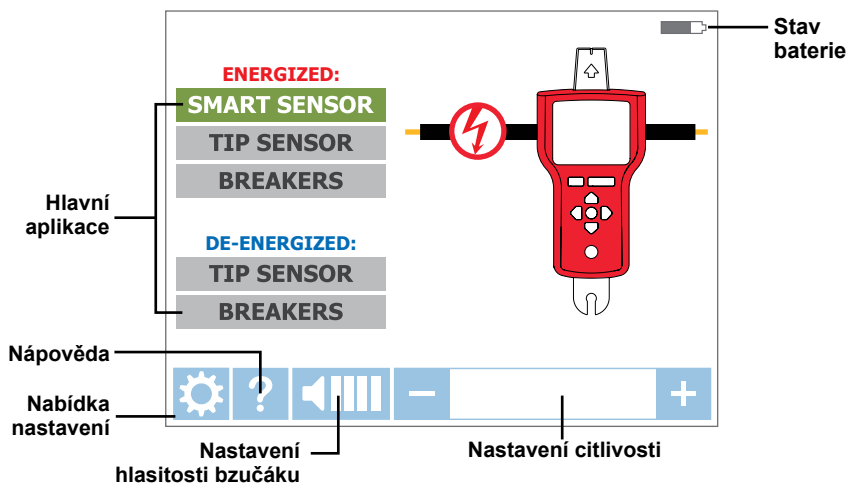 Stav
baterie
ENERGIZED:
SMART SENSOR
TIP SENSOR
BREAKERS
Hlavní
aplikace
DE-ENERGIZED:
TIP SENSOR
BREAKERS
Nápověda
?
Nabídka
nastavení
Nastavení
hlasitosti bzučáku
Nastavení citlivosti